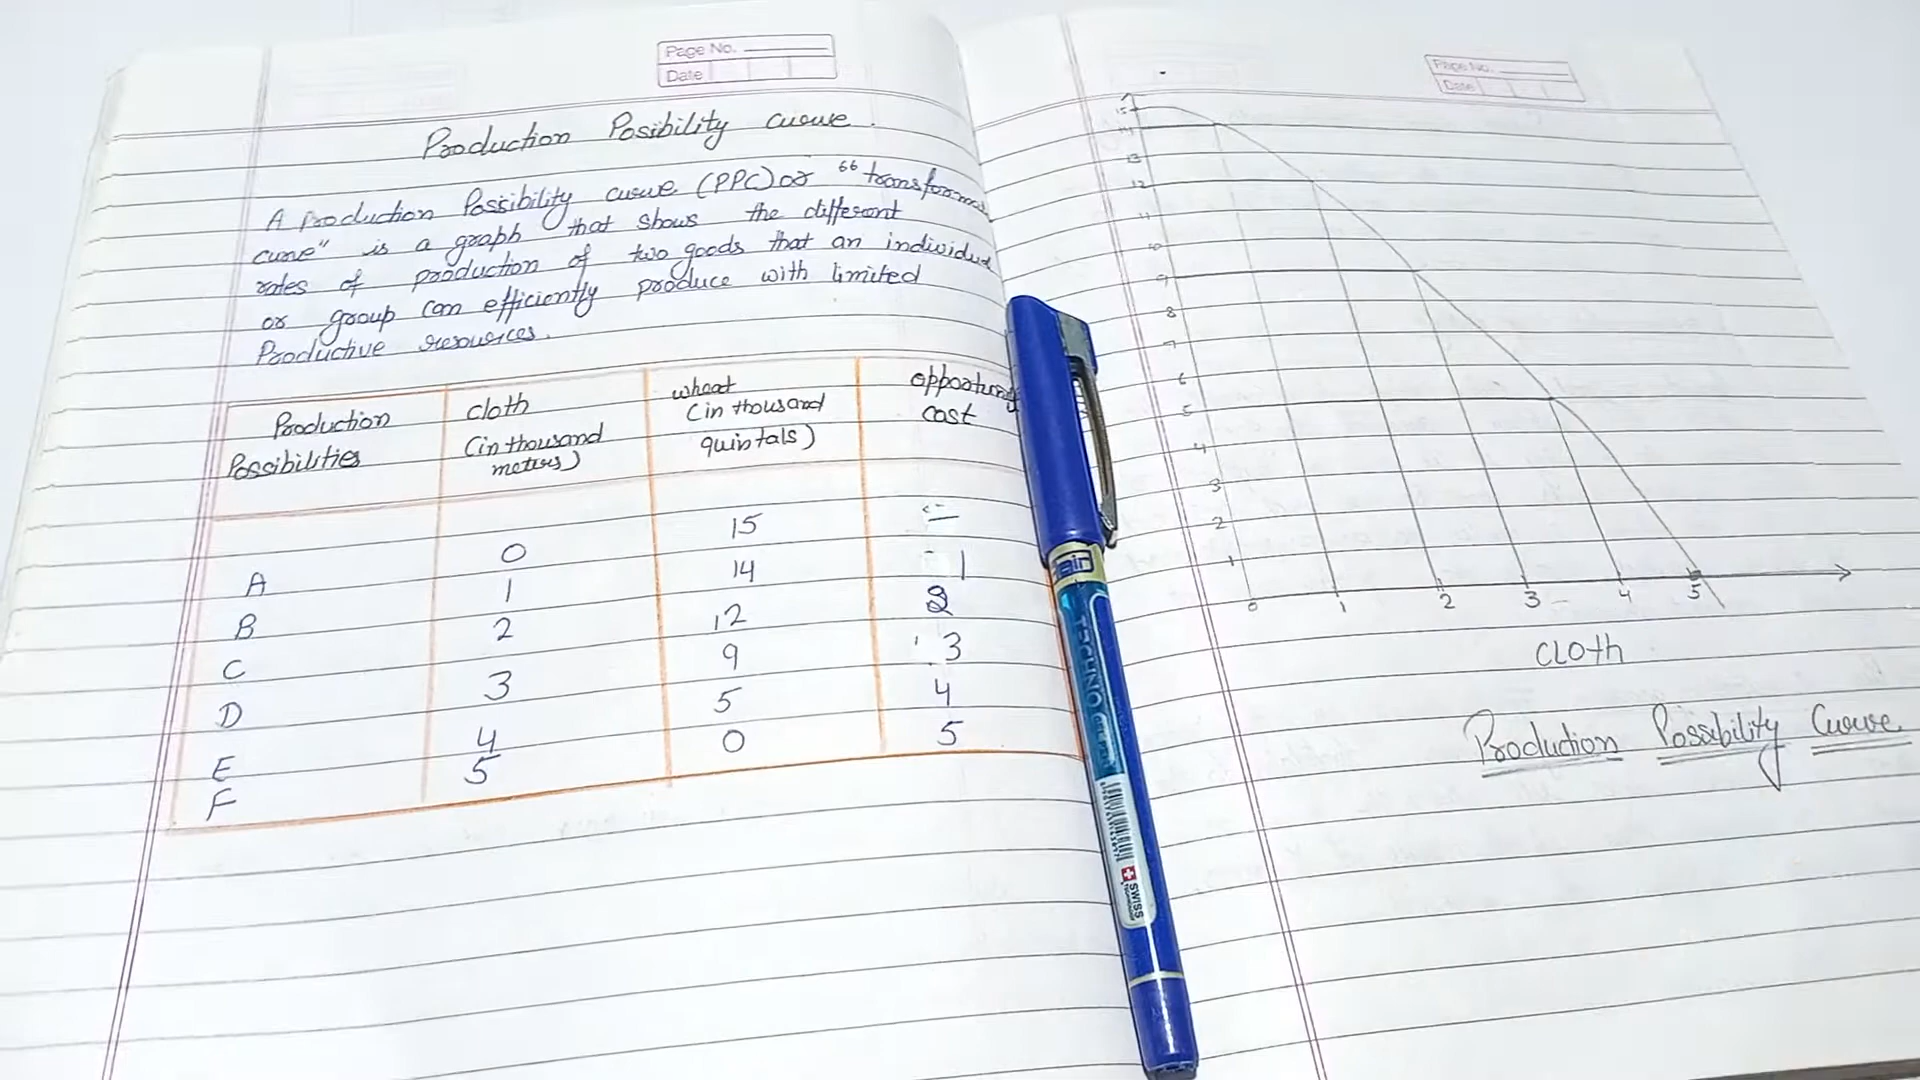 Page No.
Date
Production Posibility curve.
A production Possibility curve (PPC) or "transformat
curve" is a graph that shows the different
rates of production of two goods that an individual
or group can efficiently produce with limited
Productive resources.
Production Possibilities | cloth (in thousand meters) | wheat (in thousand quintals) | opportunity cost
A 0 15 -
B 1 14 1
C 2 12 2
D 3 9 3
E 4 5 4
F 5 0 5
TECHNO
SWISS
Page No.
Date
15
14
13
12
11
10
9
8
7
6
5
4
3
2
1
0 1 2 3 4 5
CLOTH
Production Possibility Curve